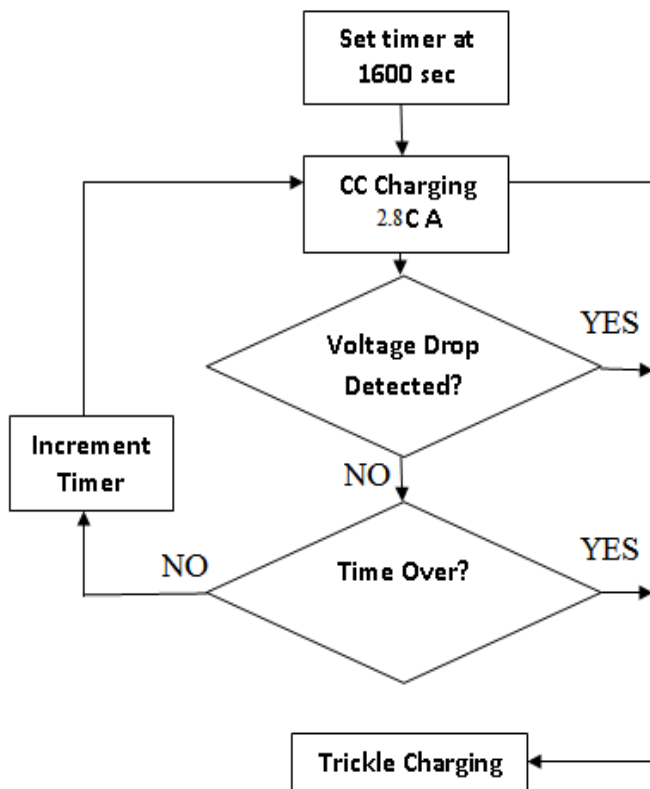 Set timer at
1600 sec
CC Charging
2.8C A
Voltage Drop
Detected?
YES
NO
Increment
Timer
Time Over?
NO
YES
Trickle Charging